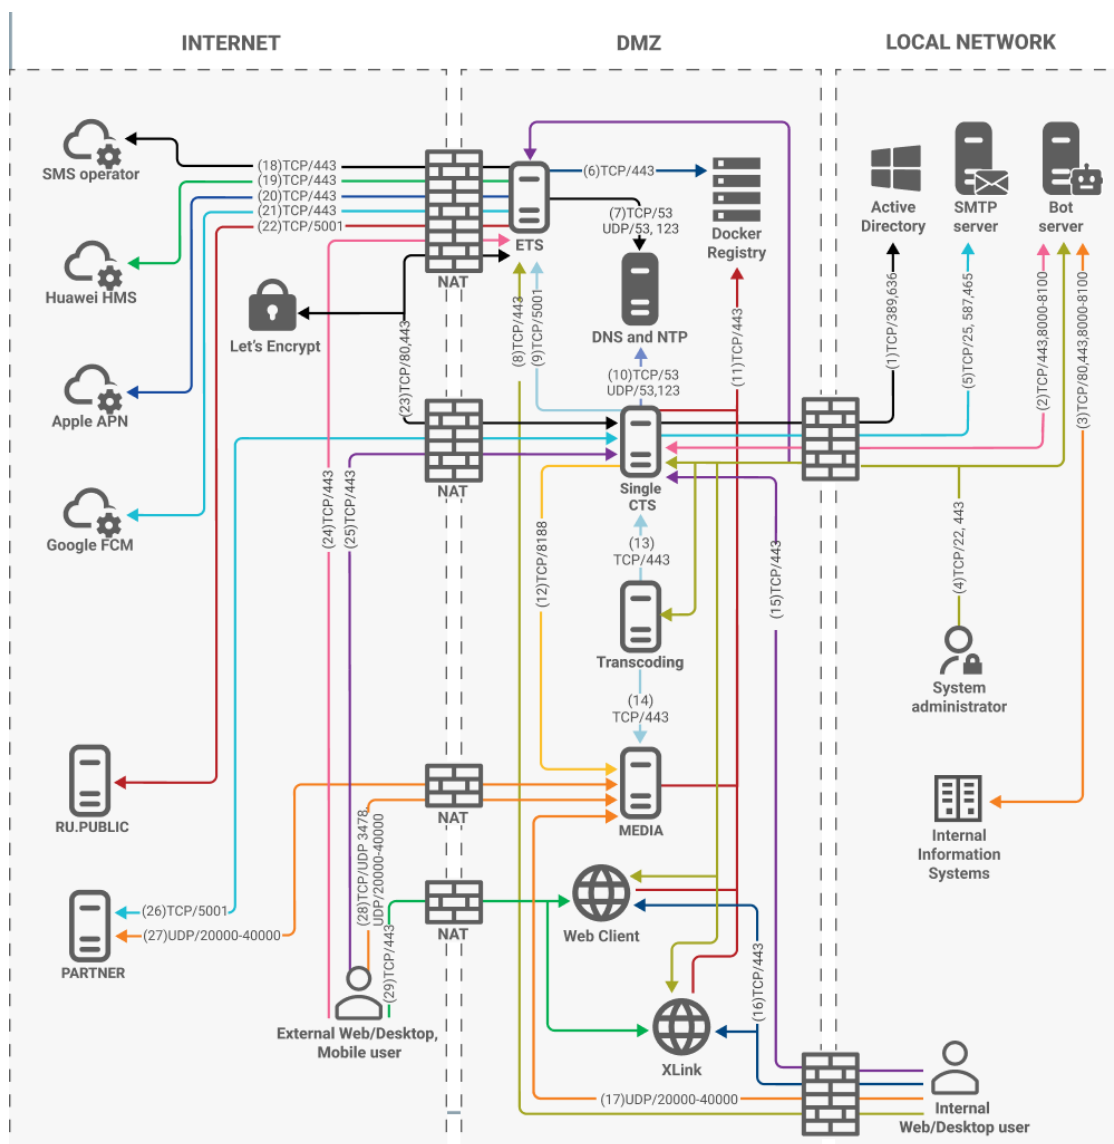 INTERNET
DMZ
LOCAL NETWORK
SMS operator
(18)TCP/443
(19)TCP/443
(20)TCP/443
(21)TCP/443
(22)TCP/5001
Huawei HMS
NAT
ETS
(6)TCP/443
(7)TCP/53
UDP/53, 123
Docker
Registry
Active
Directory
SMTP
server
Bot
server
Let's Encrypt
DNS and NTP
(8)TCP/443
(9)TCP/5001
(10)TCP/53
UDP/53,123
(11)TCP/443
(1)TCP/389,636
(5)TCP/25, 587,465
(2)TCP/443,8000-8100
(3)TCP/80,443,8000-8100
(23)TCP/80,443
Apple APN
NAT
Single
CTS
(24)TCP/443
(25)TCP/443
Google FCM
(12)TCP/8188
(13)
TCP/443
(15)TCP/443
(4)TCP/22, 443
Transcoding
System
administrator
(14)
TCP/443
RU.PUBLIC
NAT
MEDIA
Internal
Information
Systems
(28)TCP/UDP 3478,
UDP/20000-40000
(26)TCP/5001
(27)UDP/20000-40000
PARTNER
NAT
Web Client
(29)TCP/443
(16)TCP/443
External Web/Desktop,
Mobile user
XLink
(17)UDP/20000-40000
Internal
Web/Desktop user